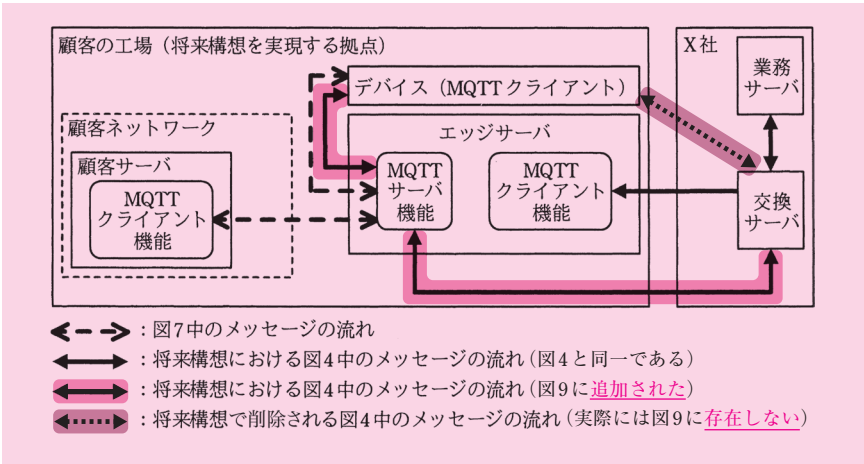 顧客の工場（将来構想を実現する拠点）
X社
業務
サーバ
デバイス（MQTTクライアント）
顧客ネットワーク
エッジサーバ
顧客サーバ
MQTT
クライアント
機能
MQTT
サーバ
機能
MQTT
クライアント
機能
交換
サーバ
：図7中のメッセージの流れ
：将来構想における図4中のメッセージの流れ（図4と同一である）
：将来構想における図4中のメッセージの流れ（図9に追加された）
：将来構想で削除される図4中のメッセージの流れ（実際には図9に存在しない）